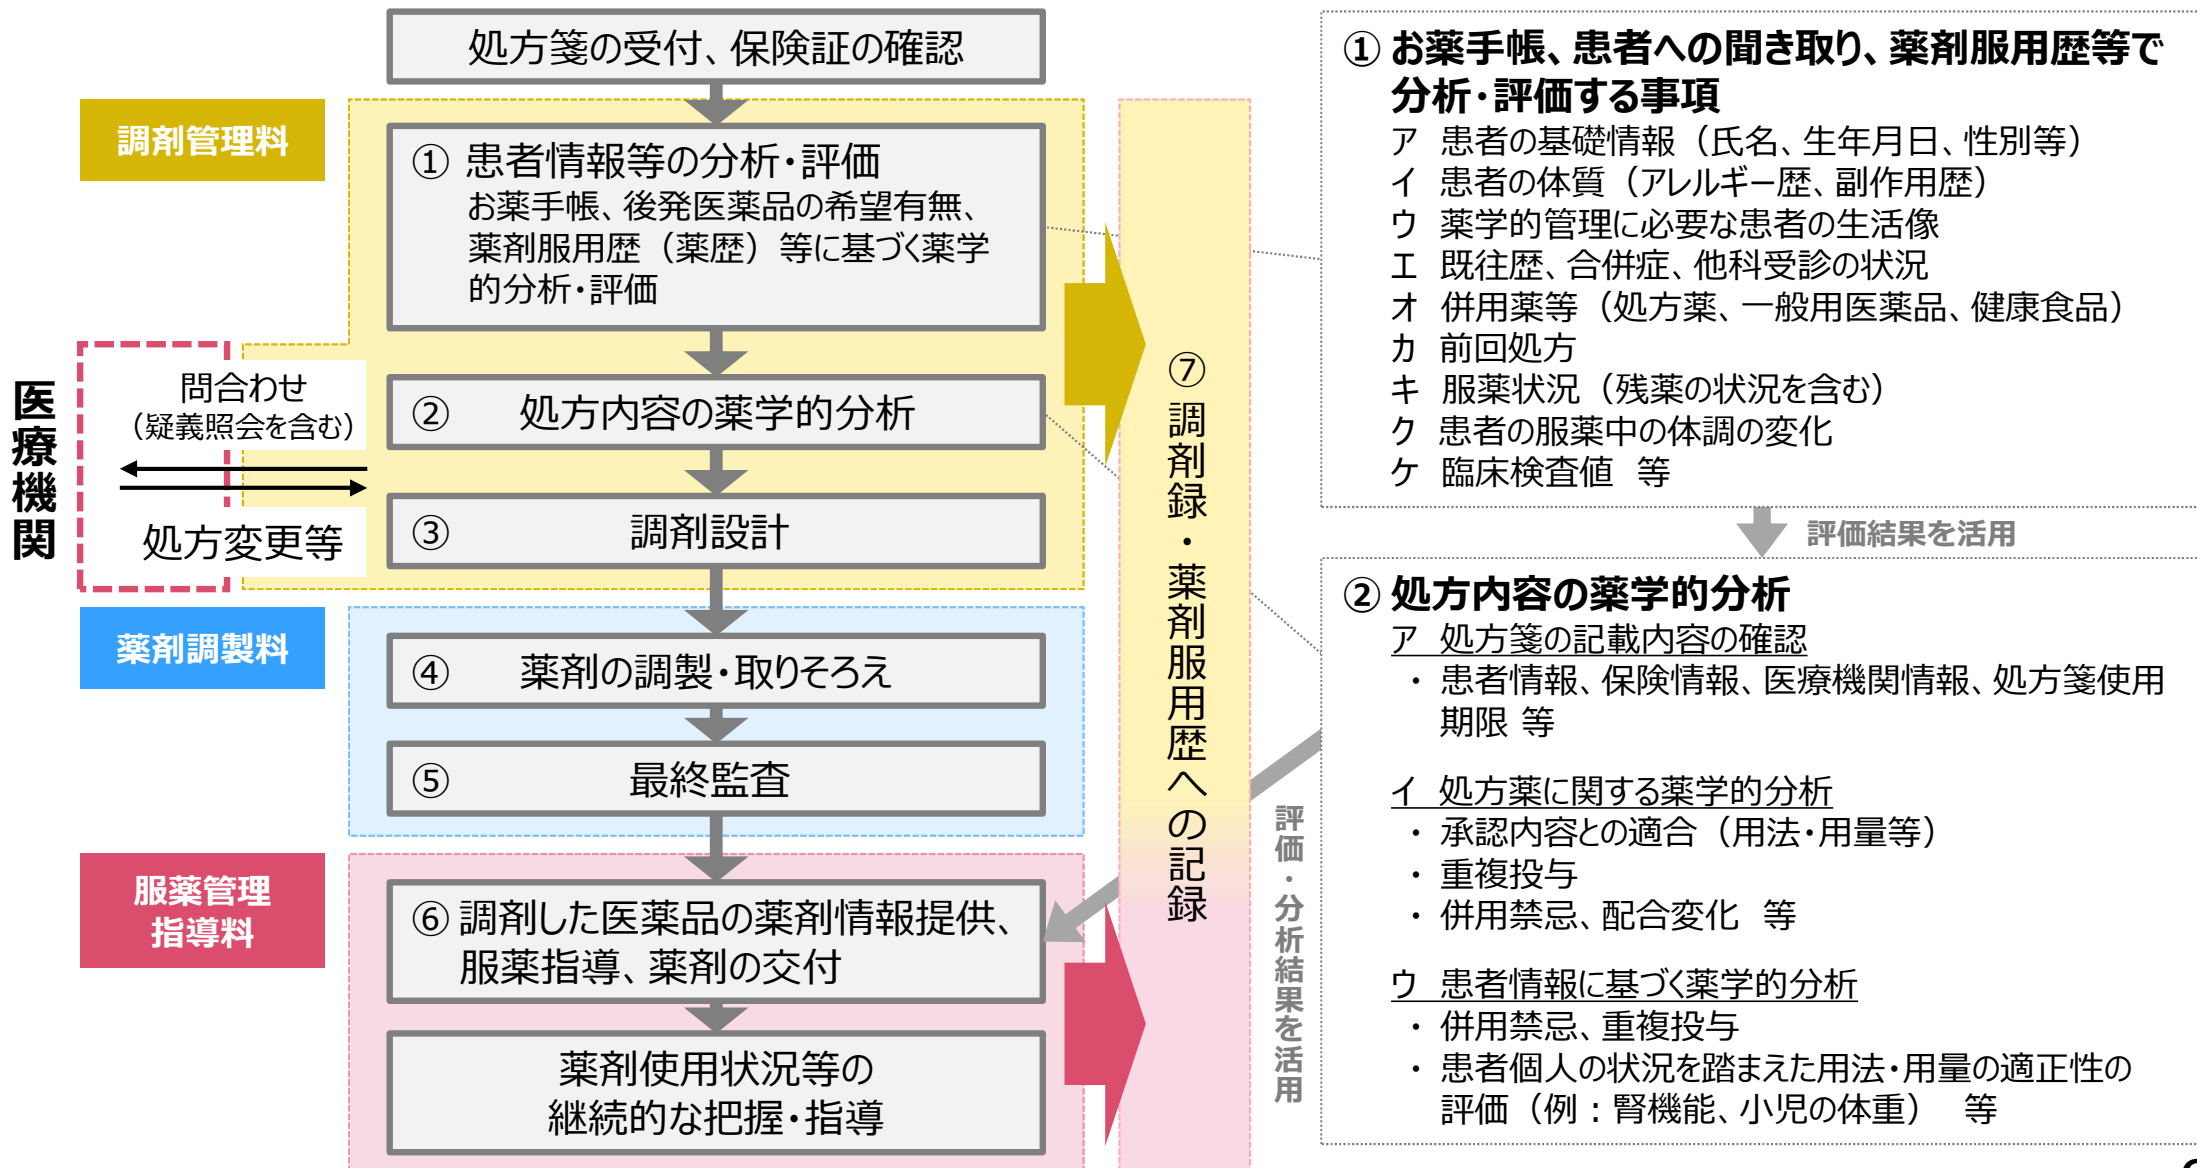 処方箋の受付、保険証の確認
調剤管理料
① 患者情報等の分析・評価
お薬手帳、後発医薬品の希望有無、
薬剤服用歴（薬歴）等に基づく薬学
的分析・評価
医療機関
問合わせ
（疑義照会を含む）
処方変更等
② 処方内容の薬学的分析
③ 調剤設計
薬剤調製料
④ 薬剤の調製・取りそろえ
⑤ 最終監査
服薬管理
指導料
⑥ 調剤した医薬品の薬剤情報提供、
服薬指導、薬剤の交付
薬剤使用状況等の
継続的な把握・指導
⑦調剤録・薬剤服用歴への記録
① お薬手帳、患者への聞き取り、薬剤服用歴等で
分析・評価する事項
ア 患者の基礎情報（氏名、生年月日、性別等）
イ 患者の体質（アレルギー歴、副作用歴）
ウ 薬学的管理に必要な患者の生活像
エ 既往歴、合併症、他科受診の状況
オ 併用薬等（処方薬、一般用医薬品、健康食品）
カ 前回処方
キ 服薬状況（残薬の状況を含む）
ク 患者の服薬中の体調の変化
ケ 臨床検査値 等
評価結果を活用
② 処方内容の薬学的分析
ア 処方箋の記載内容の確認
・ 患者情報、保険情報、医療機関情報、処方箋使用
期限 等
イ 処方薬に関する薬学的分析
・ 承認内容との適合（用法・用量等）
・ 重複投与
・ 併用禁忌、配合変化 等
ウ 患者情報に基づく薬学的分析
・ 併用禁忌、重複投与
・ 患者個人の状況を踏まえた用法・用量の適正性の
評価（例：腎機能、小児の体重） 等
評価・分析結果を活用